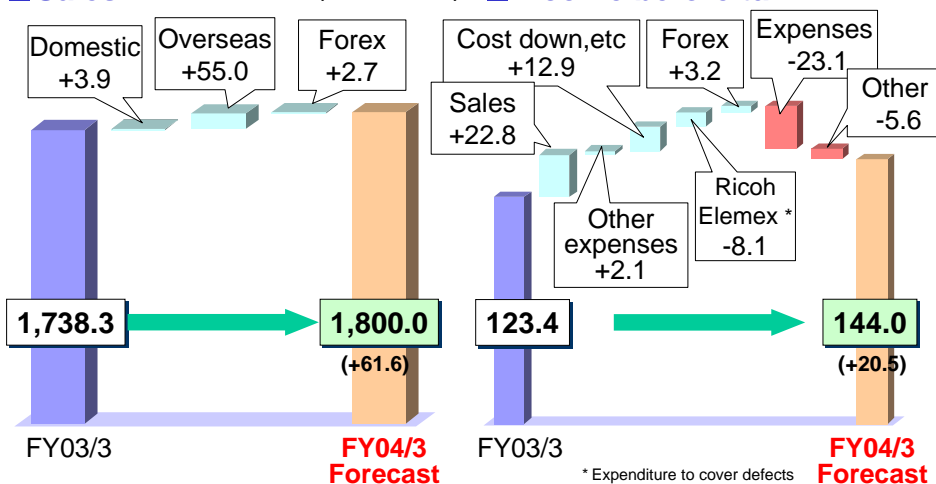 Domestic
+3.9
Overseas
+55.0
Forex
+2.7
Cost down,etc
+12.9
Forex
+3.2
Expenses
-23.1
Other
-5.6
Sales
+22.8
Other
expenses
+2.1
Ricoh
Elemex *
-8.1
1,738.3
1,800.0
(+61.6)
123.4
144.0
(+20.5)
FY03/3
FY04/3
Forecast
FY03/3
* Expenditure to cover defects
FY04/3
Forecast